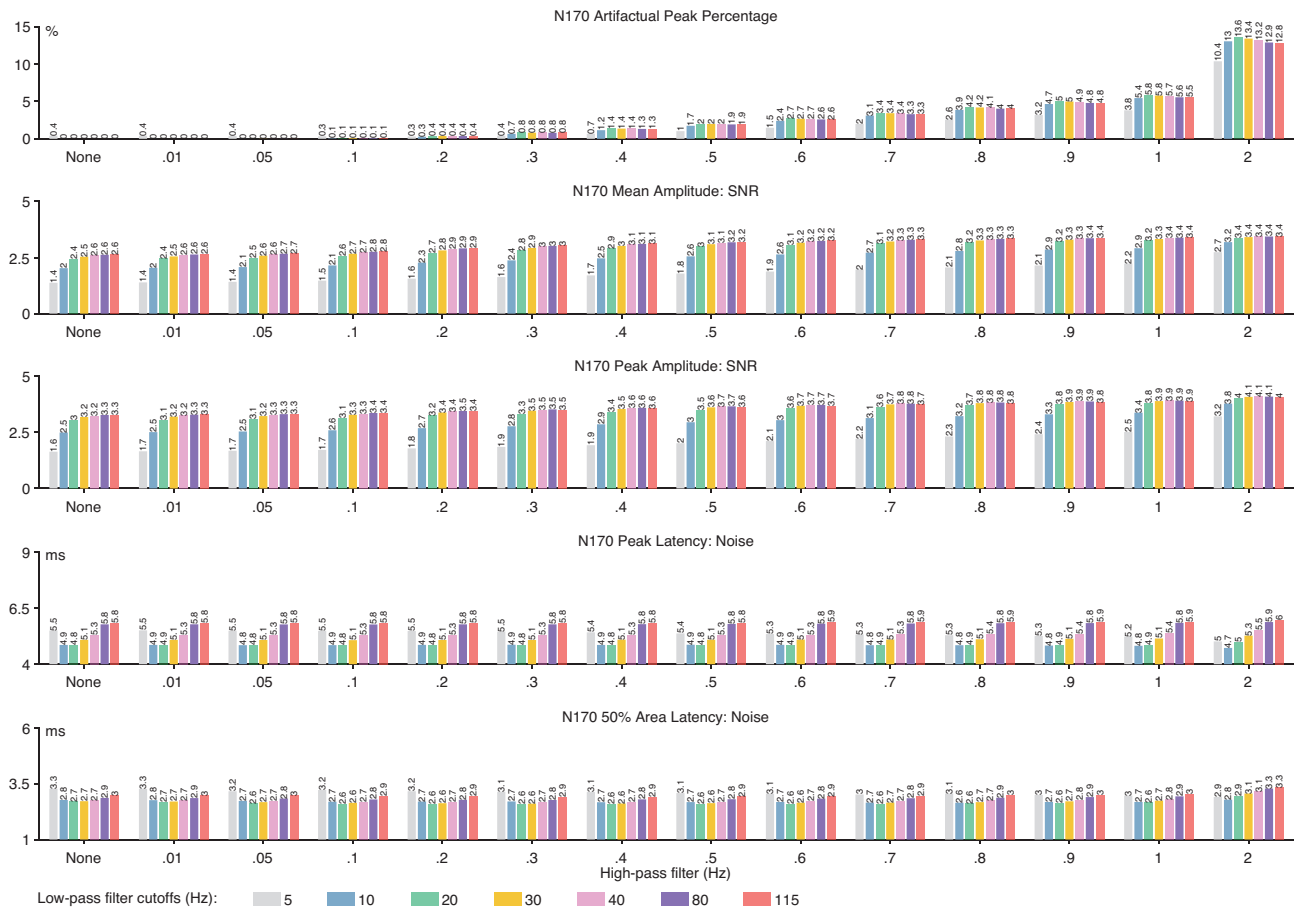 N170 Artifactual Peak Percentage
%
15
10
5
0
0.4 0 0 0 0 0 0
0.4 0 0 0 0 0 0
0.4 0 0 0 0 0 0
0.3 0.1 0.1 0.1 0.1 0.1 0.1
0.3 0.3 0.4 0.4 0.4 0.4 0.4
0.4 0.7 0.8 0.8 0.8 0.8 0.8
0.7 1.2 1.4 1.4 1.4 1.3 1.3
1 1.7 2 2 2 1.9 1.9
1.5 2.4 2.7 2.7 2.7 2.6 2.6
2 3.1 3.4 3.4 3.4 3.3 3.3
2.6 3.9 4.2 4.2 4.1 4 4
3.2 4.7 5 5 4.9 4.8 4.8
3.8 5.4 5.8 5.8 5.7 5.6 5.5
10.4 13 13.6 13.4 13.2 12.9 12.8
None .01 .05 .1 .2 .3 .4 .5 .6 .7 .8 .9 1 2
N170 Mean Amplitude: SNR
5
2.5
0
1.4 2 2.4 2.5 2.6 2.6 2.6
1.4 2 2.4 2.5 2.6 2.6 2.6
1.4 2.1 2.5 2.6 2.6 2.7 2.7
1.5 2.1 2.6 2.7 2.7 2.8 2.8
1.6 2.3 2.7 2.8 2.9 2.9 2.9
1.6 2.4 2.8 2.9 3 3 3
1.7 2.5 2.9 3 3.1 3.1 3.1
1.8 2.6 3 3.1 3.1 3.2 3.2
1.9 2.6 3.1 3.2 3.2 3.2 3.2
2 2.7 3.1 3.2 3.3 3.3 3.3
2.1 2.8 3.2 3.3 3.3 3.3 3.3
2.1 2.9 3.2 3.3 3.3 3.4 3.4
2.2 2.9 3.2 3.3 3.4 3.4 3.4
2.7 3.2 3.4 3.4 3.4 3.4 3.4
None .01 .05 .1 .2 .3 .4 .5 .6 .7 .8 .9 1 2
N170 Peak Amplitude: SNR
5
2.5
0
1.6 2.5 3 3.2 3.2 3.3 3.3
1.7 2.5 3.1 3.2 3.2 3.3 3.3
1.7 2.5 3.1 3.2 3.3 3.3 3.3
1.7 2.6 3.1 3.3 3.3 3.4 3.4
1.8 2.7 3.2 3.4 3.4 3.5 3.4
1.9 2.8 3.3 3.5 3.5 3.5 3.5
1.9 2.9 3.4 3.5 3.6 3.6 3.6
2 3 3.5 3.6 3.7 3.7 3.6
2.1 3 3.6 3.7 3.7 3.7 3.7
2.2 3.1 3.6 3.7 3.8 3.8 3.7
2.3 3.2 3.7 3.8 3.8 3.8 3.8
2.4 3.3 3.8 3.9 3.9 3.9 3.8
2.5 3.4 3.8 3.9 3.9 3.9 3.9
3.2 3.8 4 4.1 4.1 4.1 4
None .01 .05 .1 .2 .3 .4 .5 .6 .7 .8 .9 1 2
N170 Peak Latency: Noise
ms
9
6.5
4
5.5 4.9 4.8 5.1 5.3 5.8 5.8
5.5 4.9 4.9 5.1 5.3 5.8 5.8
5.5 4.8 4.8 5.1 5.3 5.8 5.8
5.5 4.9 4.8 5.1 5.3 5.8 5.8
5.5 4.9 4.8 5.1 5.3 5.8 5.8
5.5 4.9 4.8 5.1 5.3 5.8 5.8
5.4 4.9 4.9 5.1 5.3 5.8 5.8
5.4 4.9 4.8 5.1 5.3 5.8 5.8
5.3 4.9 4.9 5.1 5.3 5.8 5.9
5.3 4.8 4.9 5.1 5.3 5.8 5.9
5.3 4.8 4.8 5.1 5.4 5.8 5.9
5.3 4.8 4.9 5.1 5.4 5.8 5.9
5.2 4.8 4.9 5.1 5.4 5.8 5.9
5 4.7 5 5.3 5.5 5.9 6
None .01 .05 .1 .2 .3 .4 .5 .6 .7 .8 .9 1 2
N170 50% Area Latency: Noise
ms
6
3.5
1
3.3 2.8 2.7 2.7 2.7 2.9 3
3.3 2.8 2.7 2.7 2.7 2.9 3
3.2 2.7 2.6 2.7 2.7 2.8 3
3.2 2.7 2.6 2.6 2.7 2.8 2.9
3.2 2.7 2.6 2.6 2.7 2.8 2.9
3.1 2.7 2.6 2.6 2.7 2.8 2.9
3.1 2.7 2.6 2.6 2.7 2.8 2.9
3.1 2.7 2.6 2.6 2.7 2.8 2.9
3.1 2.7 2.6 2.6 2.7 2.8 2.9
3 2.7 2.6 2.7 2.7 2.8 2.9
3.1 2.6 2.6 2.7 2.7 2.9 3
3 2.7 2.6 2.7 2.8 2.9 3
3 2.7 2.6 2.7 2.8 2.9 3
2.9 2.8 2.9 3.1 3.1 3.3 3.3
None .01 .05 .1 .2 .3 .4 .5 .6 .7 .8 .9 1 2
High-pass filter (Hz)
Low-pass filter cutoffs (Hz): 5 10 20 30 40 80 115